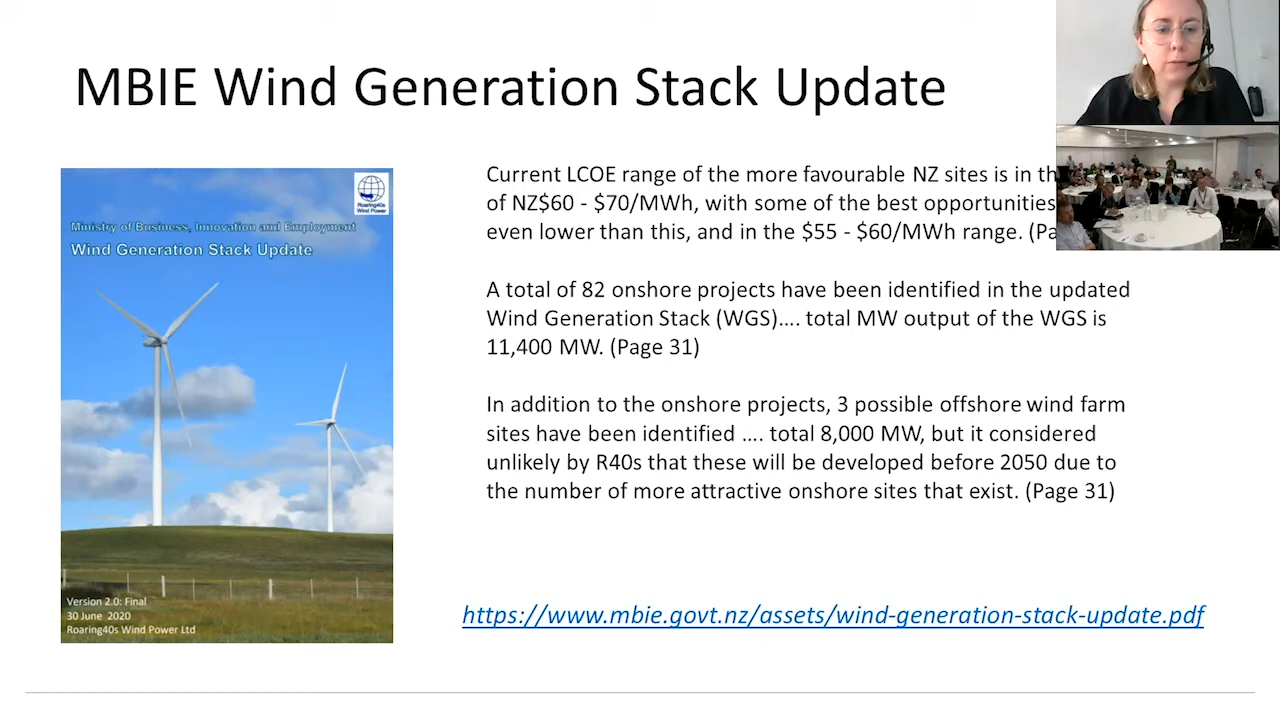 MBIE Wind Generation Stack Update
Roaring40s
Wind Power
Ministry of Business, Innovation and Employment
Wind Generation Stack Update
Version 2.0: Final
30 June 2020
Roaring40s Wind Power Ltd
Current LCOE range of the more favourable NZ sites is in
of NZ$60 - $70/MWh, with some of the best opportunities
even lower than this, and in the $55 - $60/MWh range.
A total of 82 onshore projects have been identified in the updated
Wind Generation Stack (WGS).... total MW output of the WGS is
11,400 MW. (Page 31)
In addition to the onshore projects, 3 possible offshore wind farm
sites have been identified .... total 8,000 MW, but it considered
unlikely by R40s that these will be developed before 2050 due to
the number of more attractive onshore sites that exist. (Page 31)
https://www.mbie.govt.nz/assets/wind-generation-stack-update.pdf